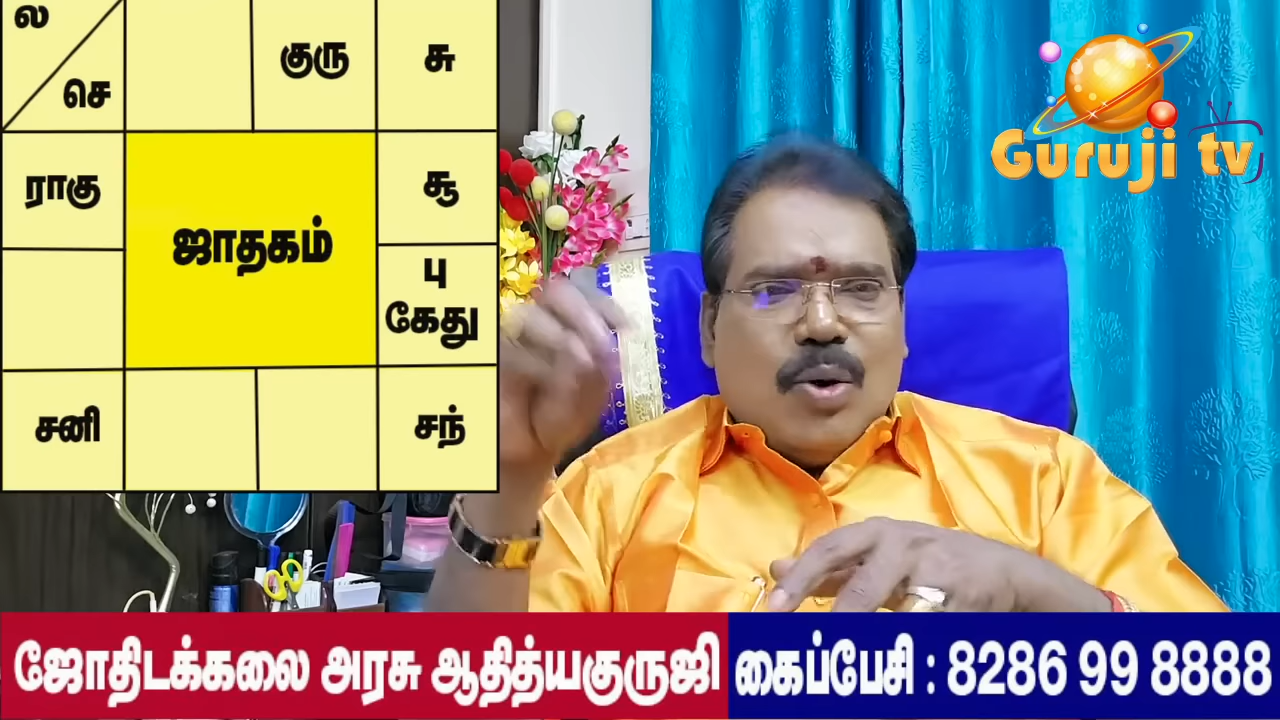 ல
செ
குரு
சு
ராகு
ஜாதகம்
சூ
பு
கேது
சனி
சந்
Guruji tv
ஜோதிடக்கலை அரசு ஆதித்யகுருஜி
கைப்பேசி : 8286 99 8888